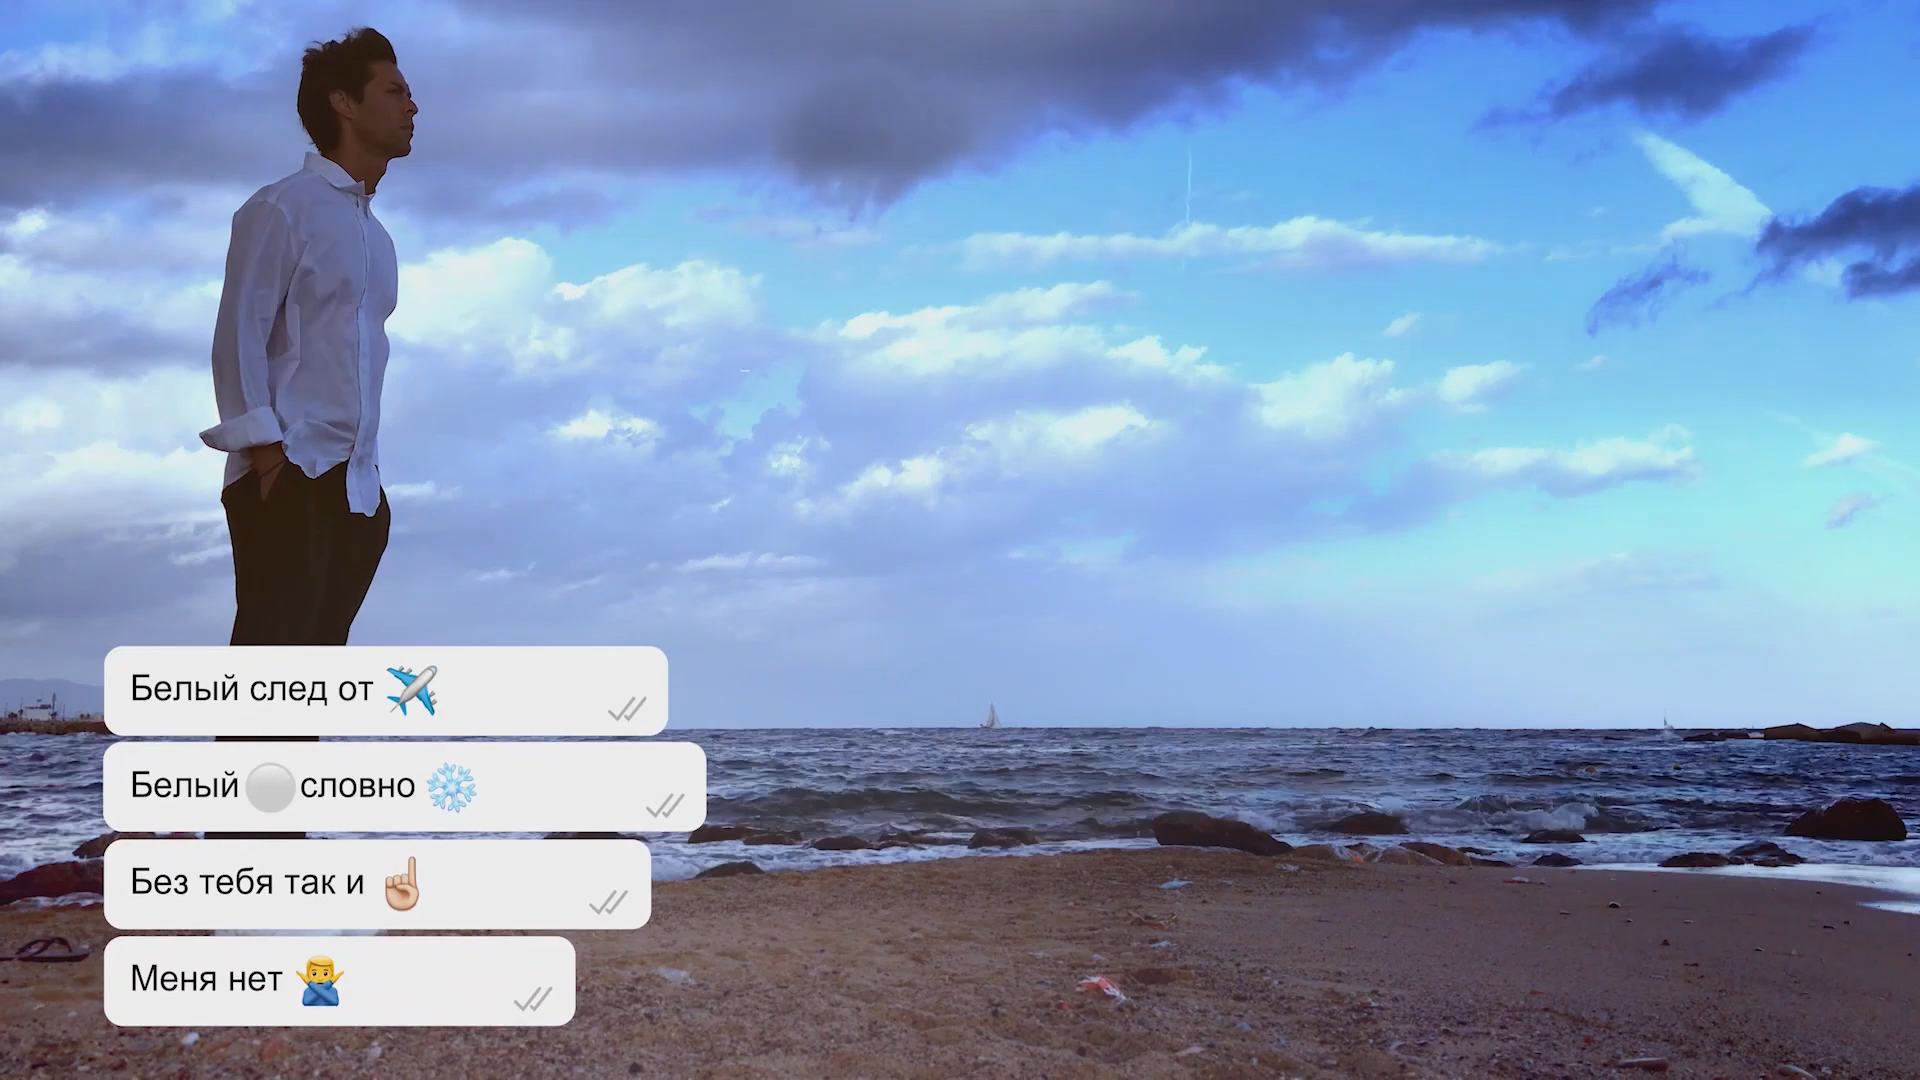 Белый след от ✈️
Белый ⚪ словно ❄️
Без тебя так и ☝🏼
Меня нет 🙅‍♂️